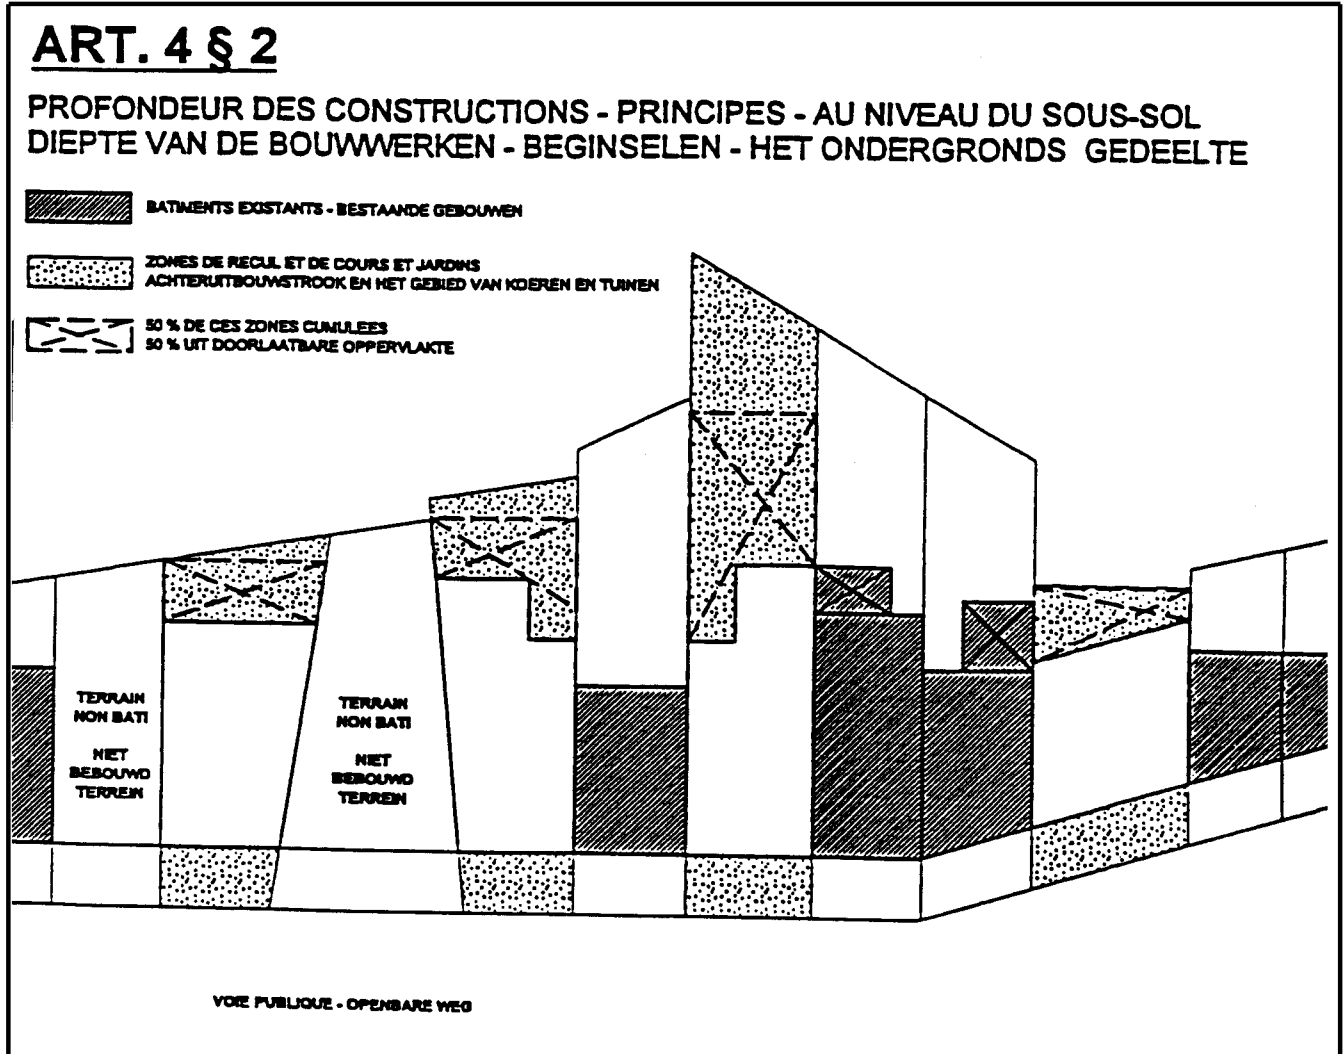 ART. 4 § 2
PROFONDEUR DES CONSTRUCTIONS - PRINCIPES - AU NIVEAU DU SOUS-SOL
DIEPTE VAN DE BOUWWERKEN - BEGINSELEN - HET ONDERGRONDS GEDEELTE
BATIMENTS EXISTANTS - BESTAANDE GEBOUWEN
ZONES DE RECUL ET DE COURS ET JARDINS
ACHTERUITBOUWSTROOK EN HET GEBIED VAN KOEREN EN TUINEN
50 % DE CES ZONES CUMULEES
50 % UIT DOORLAATBARE OPPERVLAKTE
TERRAIN
NON BATI
NIET
BEBOUWD
TERREIN
TERRAIN
NON BATI
NIET
BEBOUWD
TERREIN
VOIE PUBLIQUE - OPENBARE WEG